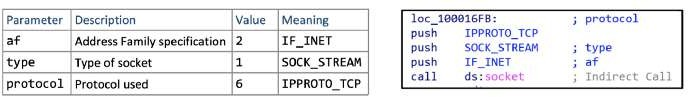 Parameter Description Value Meaning
af Address Family specification 2 IF_INET
type Type of socket 1 SOCK_STREAM
protocol Protocol used 6 IPPROTO_TCP
loc_100016FB: ; protocol
push IPPROTO_TCP
push SOCK_STREAM ; type
push IF_INET ; af
call ds:socket ; Indirect Call